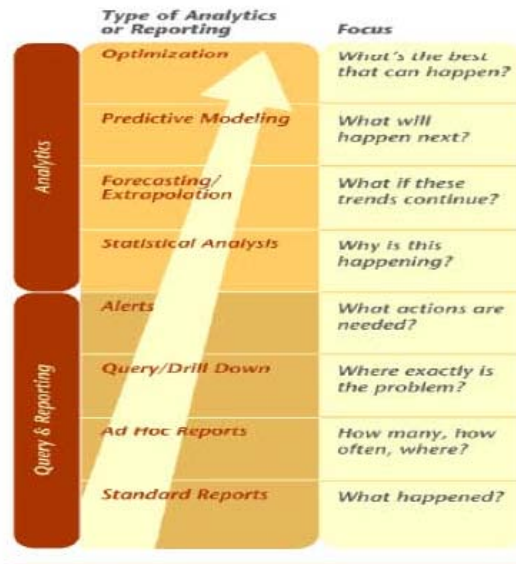 Type of Analytics
or Reporting
Focus
Analytics
Optimization
What's the best
that can happen?
Predictive Modeling
What will
happen next?
Forecasting/
Extrapolation
What if these
trends continue?
Statistical Analysis
Why is this
happening?
Query & Reporting
Alerts
What actions are
needed?
Query/Drill Down
Where exactly is
the problem?
Ad Hoc Reports
How many, how
often, where?
Standard Reports
What happened?